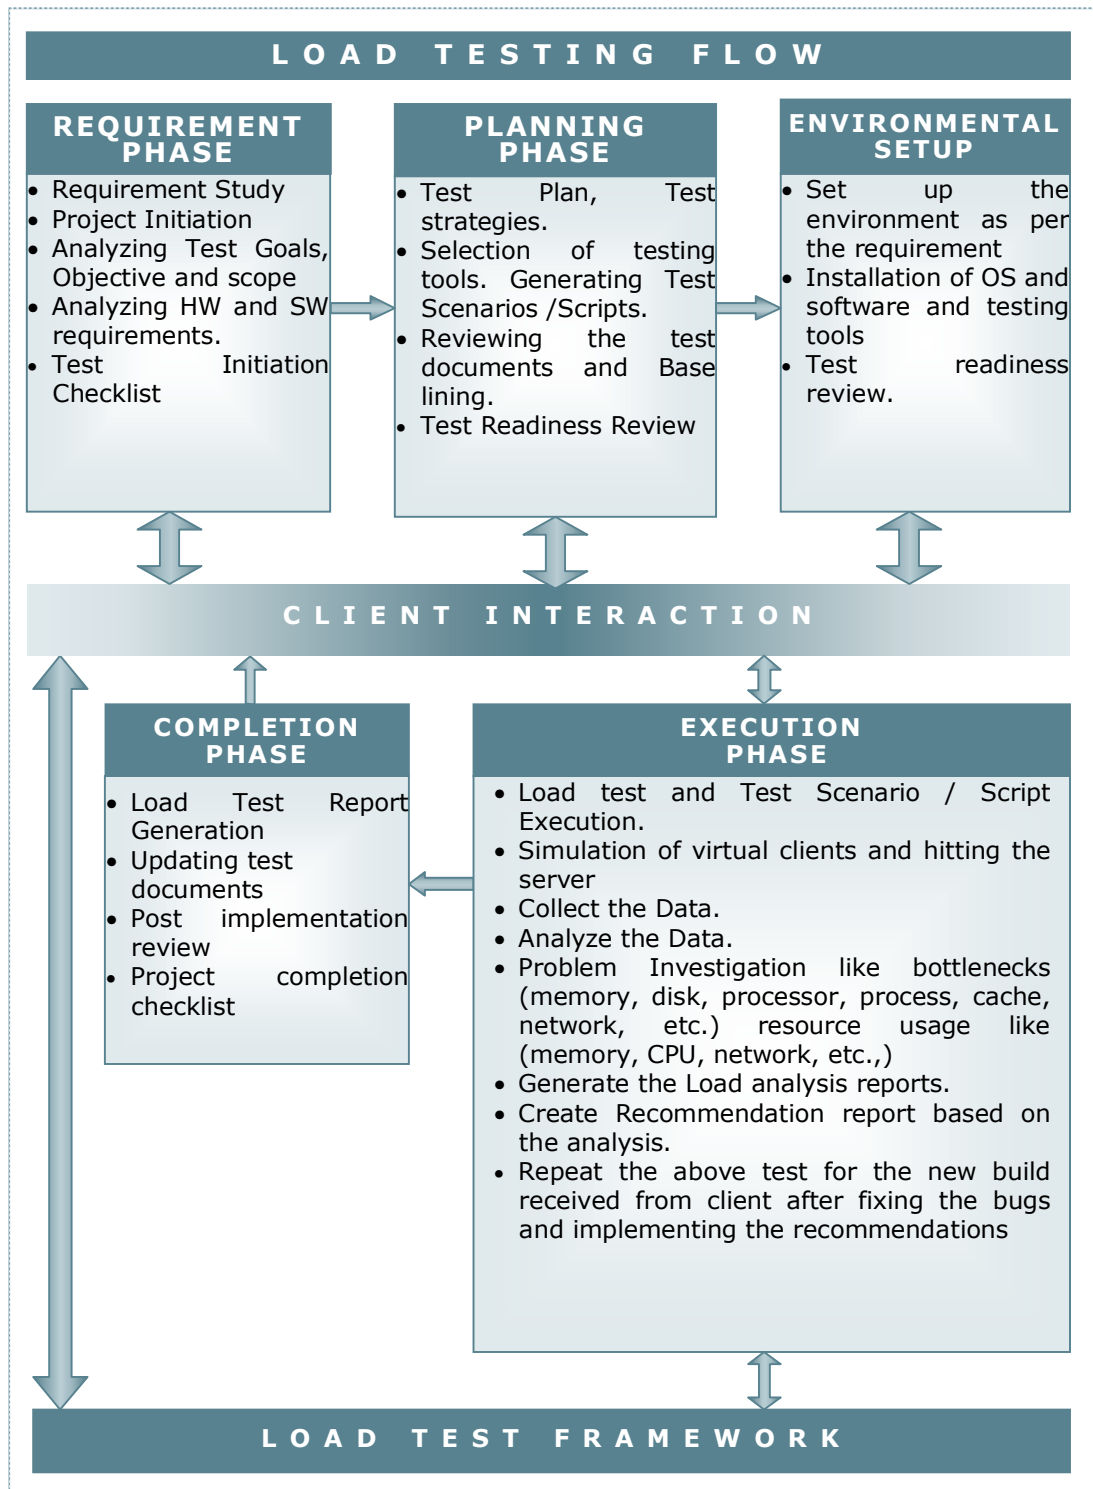 LOAD TESTING FLOW
REQUIREMENT
PHASE
• Requirement Study
• Project Initiation
• Analyzing Test Goals,
Objective and scope
• Analyzing HW and SW
requirements.
• Test Initiation
Checklist
PLANNING
PHASE
• Test Plan, Test
strategies.
• Selection of testing
tools. Generating Test
Scenarios /Scripts.
• Reviewing the test
documents and Base
lining.
• Test Readiness Review
ENVIRONMENTAL
SETUP
• Set up the
environment as per
the requirement
• Installation of OS and
software and testing
tools
• Test readiness
review.
CLIENT INTERACTION
COMPLETION
PHASE
• Load Test Report
Generation
• Updating test
documents
• Post implementation
review
• Project completion
checklist
EXECUTION
PHASE
• Load test and Test Scenario / Script
Execution.
• Simulation of virtual clients and hitting the
server
• Collect the Data.
• Analyze the Data.
• Problem Investigation like bottlenecks
(memory, disk, processor, process, cache,
network, etc.) resource usage like
(memory, CPU, network, etc.,)
• Generate the Load analysis reports.
• Create Recommendation report based on
the analysis.
• Repeat the above test for the new build
received from client after fixing the bugs
and implementing the recommendations
LOAD TEST FRAMEWORK